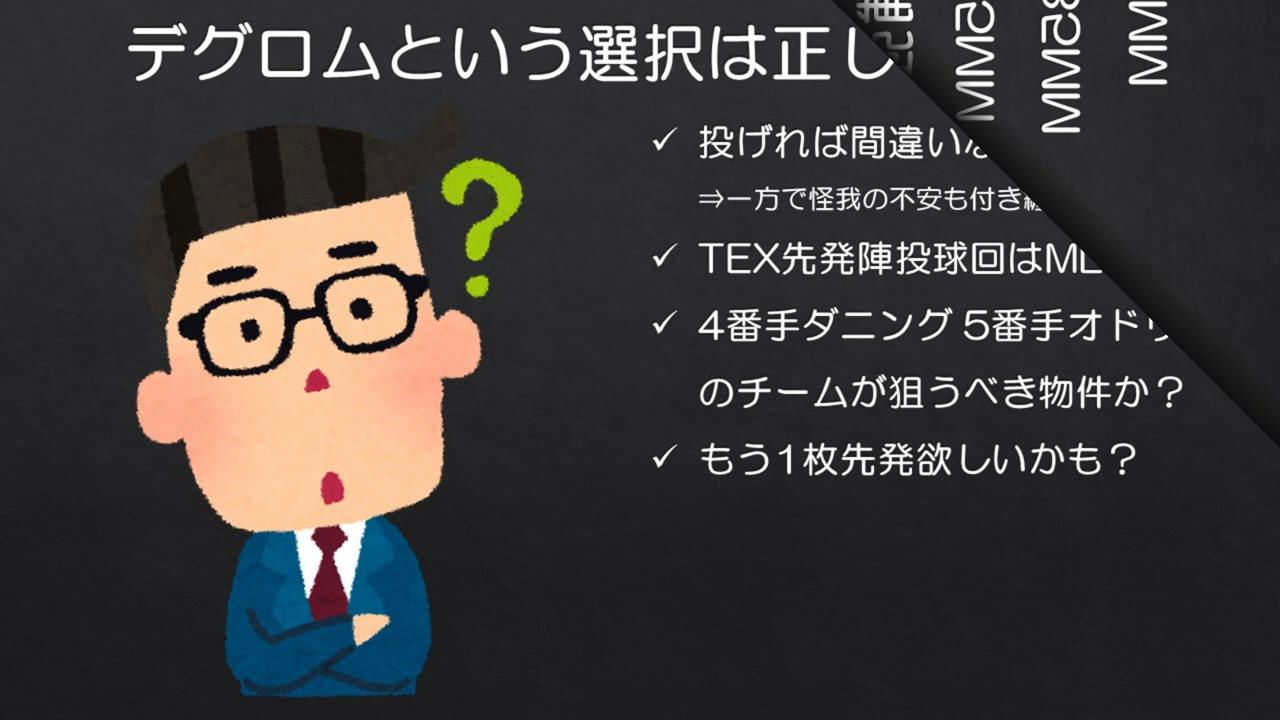 デグロムという選択は正し
✓ 投げれば間違いな
⇒一方で怪我の不安も付き纏
✓ TEX先発陣投球回はML
✓ 4番手ダニング 5番手オドリ
のチームが狙うべき物件か？
✓ もう1枚先発欲しいかも？